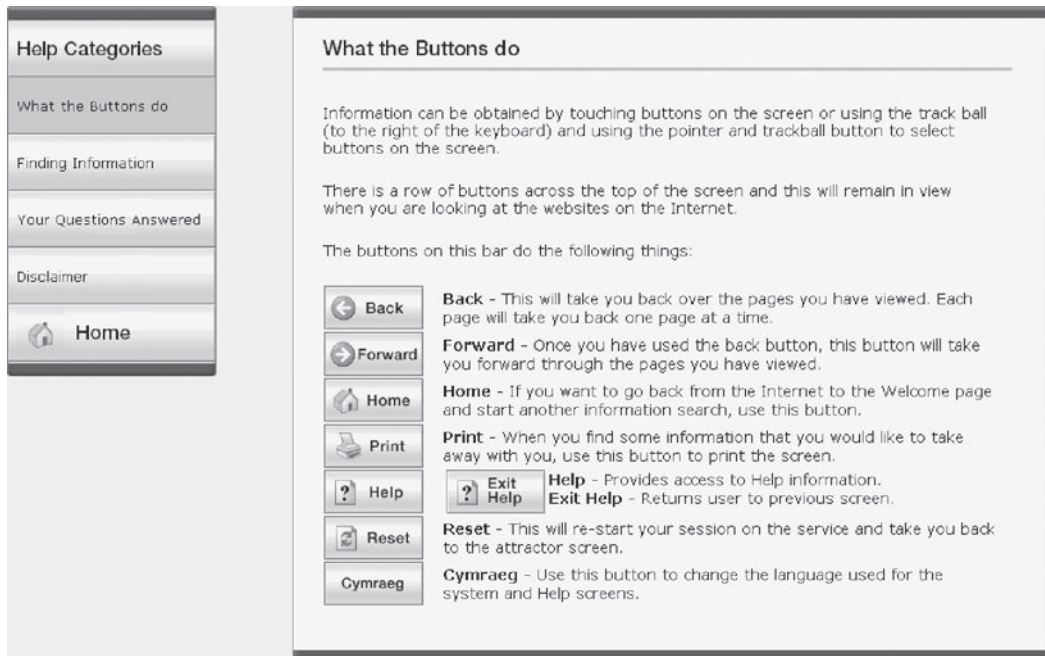 Help Categories
What the Buttons do
Finding Information
Your Questions Answered
Disclaimer
Home
What the Buttons do
Information can be obtained by touching buttons on the screen or using the track ball
(to the right of the keyboard) and using the pointer and trackball button to select
buttons on the screen.
There is a row of buttons across the top of the screen and this will remain in view
when you are looking at the websites on the Internet.
The buttons on this bar do the following things:
Back
Back - This will take you back over the pages you have viewed. Each
page will take you back one page at a time.
Forward
Forward - Once you have used the back button, this button will take
you forward through the pages you have viewed.
Home
Home - If you want to go back from the Internet to the Welcome page
and start another information search, use this button.
Print
Print - When you find some information that you would like to take
away with you, use this button to print the screen.
? Help
? Exit
Help
Help - Provides access to Help information.
Exit Help - Returns user to previous screen.
Reset
Reset - This will re-start your session on the service and take you back
to the attractor screen.
Cymraeg
Cymraeg - Use this button to change the language used for the
system and Help screens.